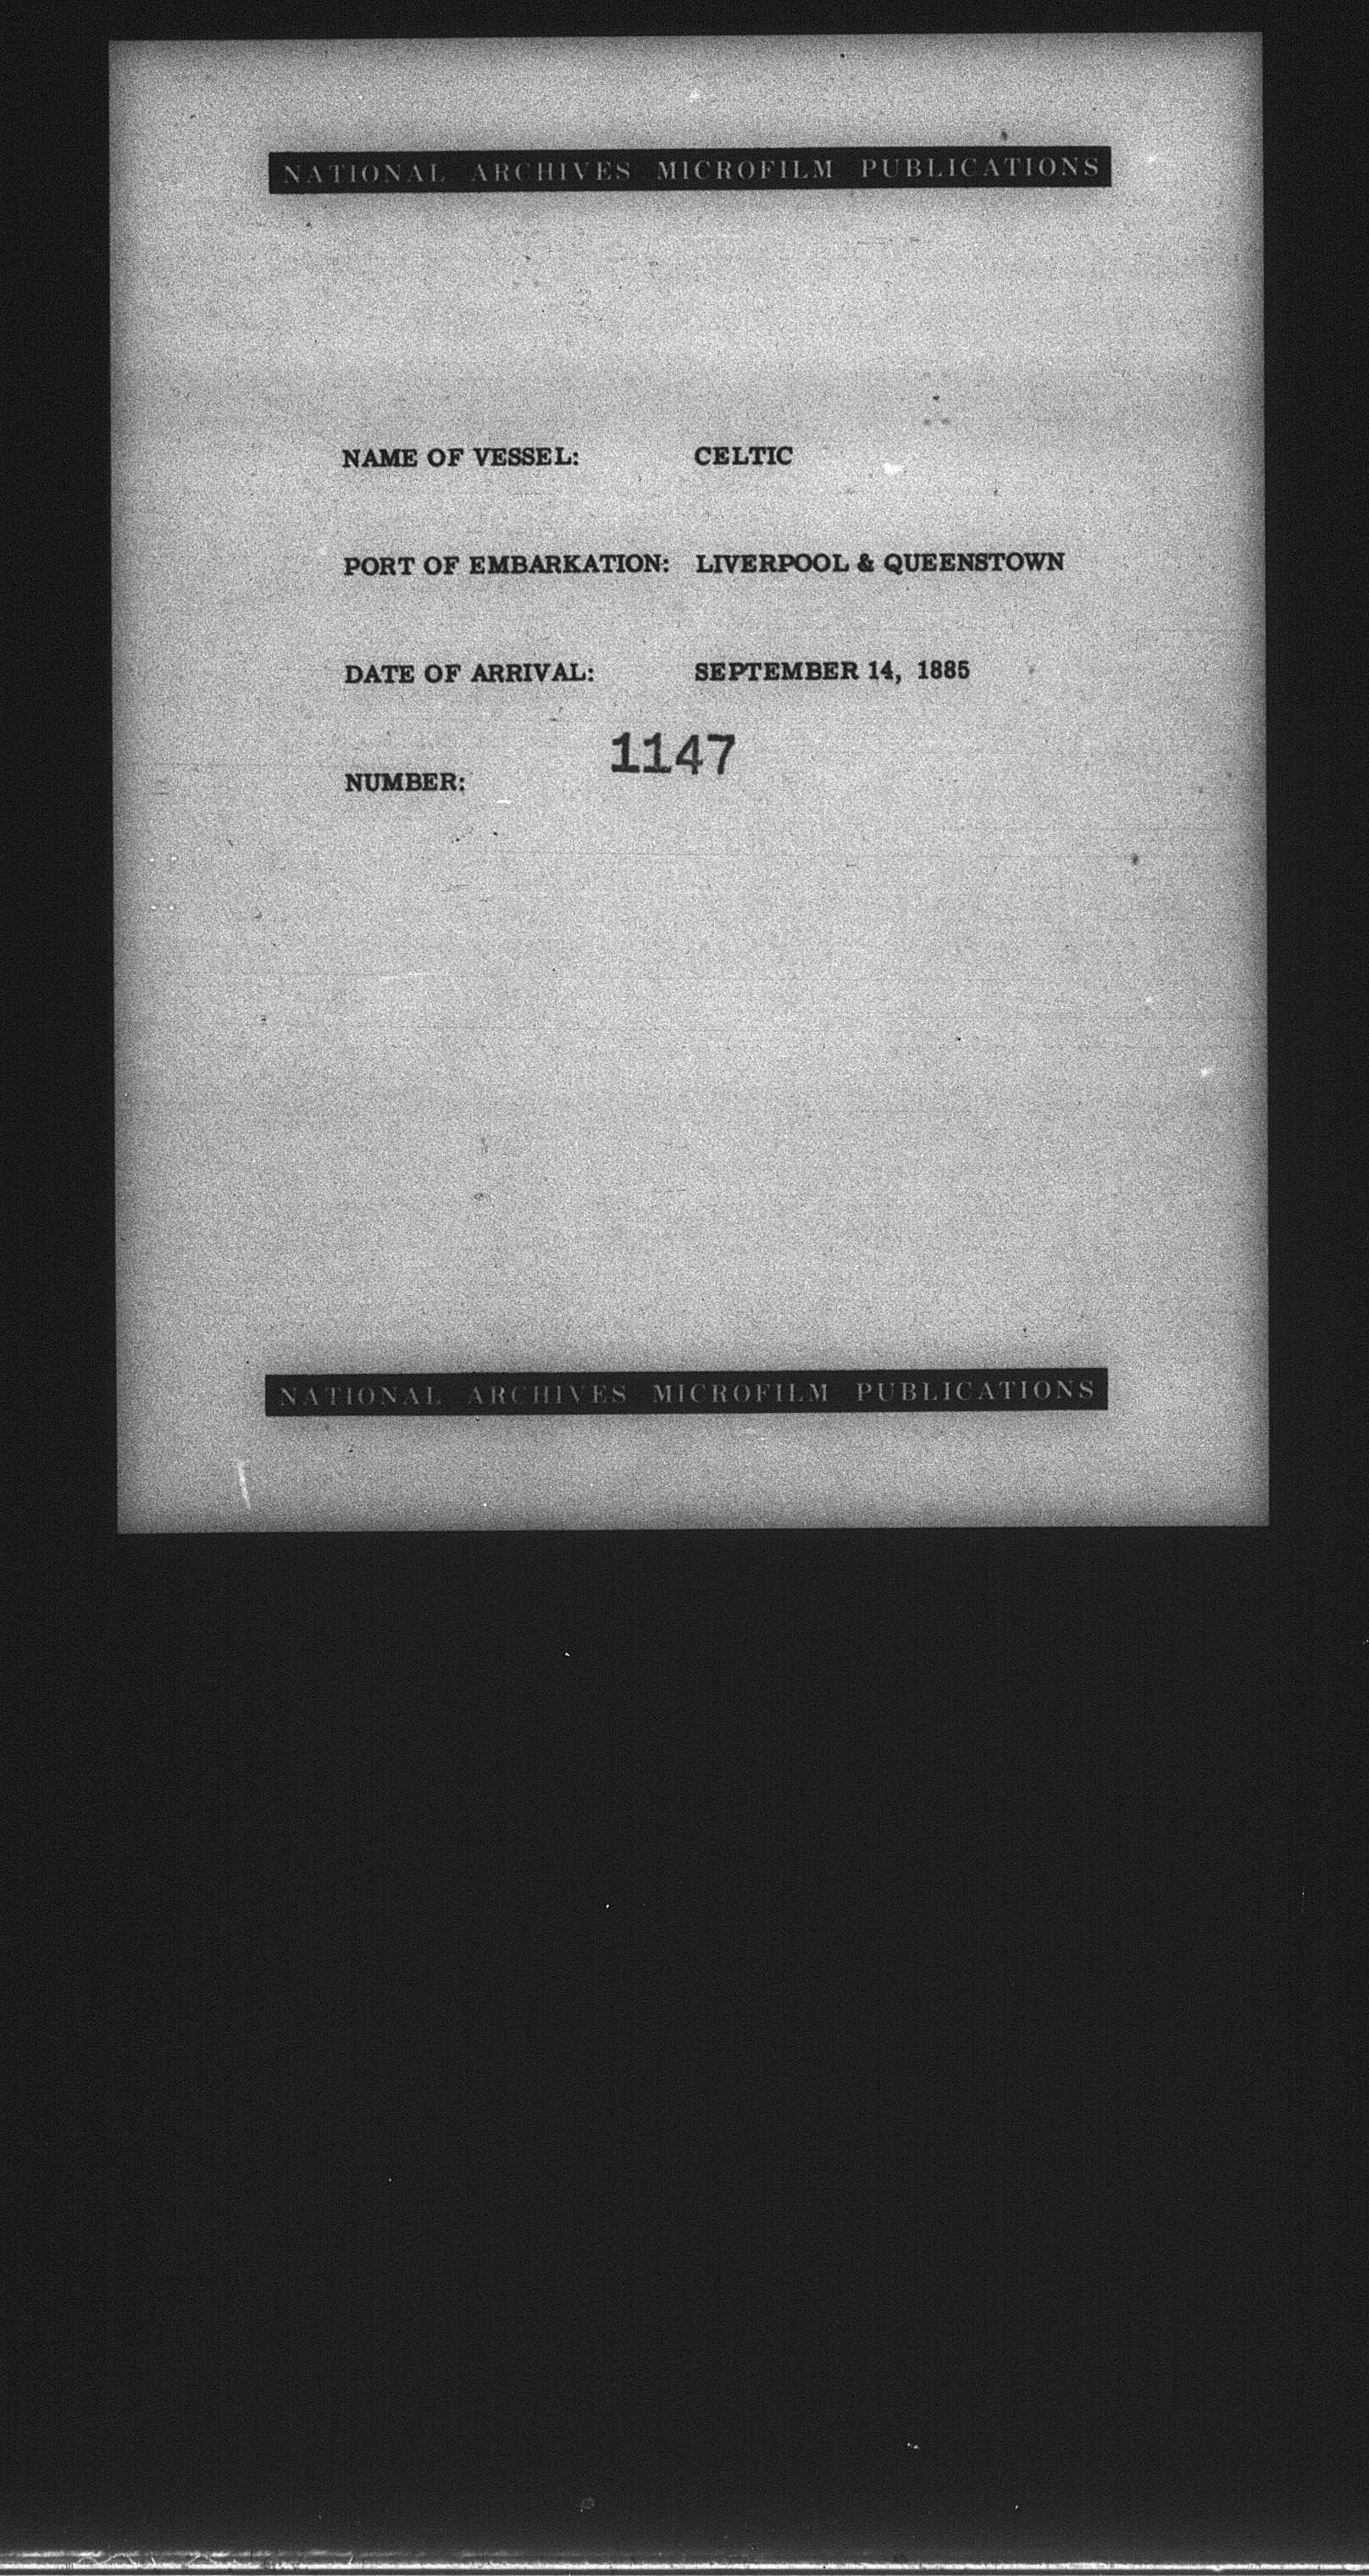 NATIONAL ARCHIVES MICROFILM PUBLICATIONS
NAME OF VESSEL: CELTIC
PORT OF EMBARKATION: LIVERPOOL & QUEENSTOWN
DATE OF ARRIVAL: SEPTEMBER 14, 1885
NUMBER: 1147
NATIONAL ARCHIVES MICROFILM PUBLICATIONS